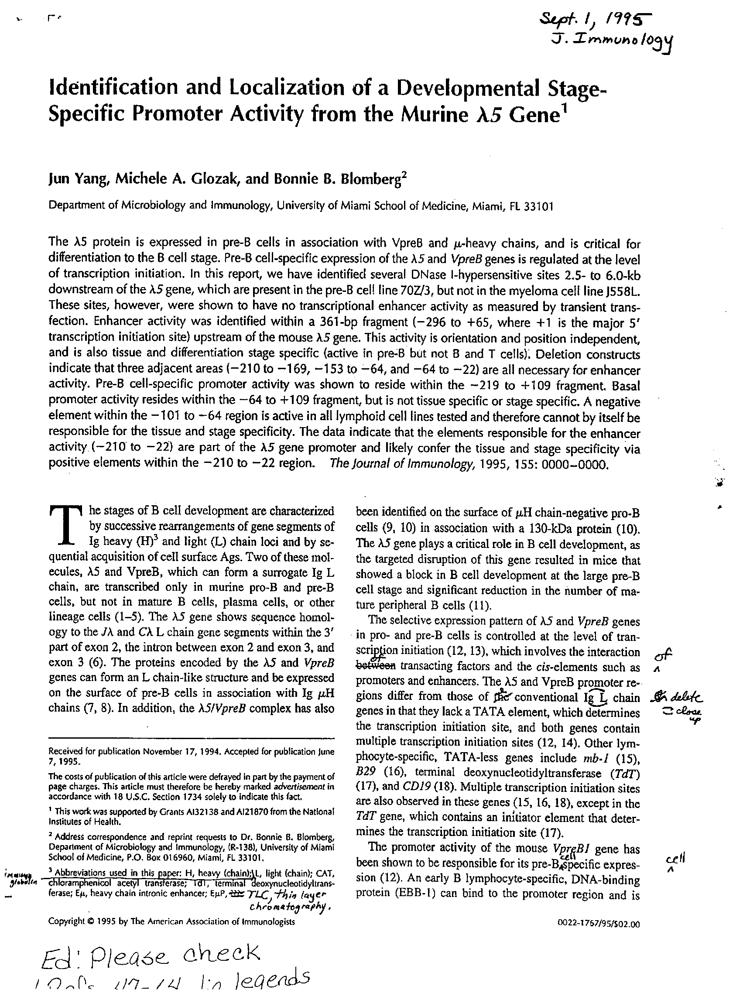 Sept. 1, 1995
J. Immunology
Identification and Localization of a Developmental Stage-
Specific Promoter Activity from the Murine λ5 Gene¹
Jun Yang, Michele A. Glozak, and Bonnie B. Blomberg²
Department of Microbiology and Immunology, University of Miami School of Medicine, Miami, FL 33101
The λ5 protein is expressed in pre-B cells in association with VpreB and μ-heavy chains, and is critical for
differentiation to the B cell stage. Pre-B cell-specific expression of the λ5 and VpreB genes is regulated at the level
of transcription initiation. In this report, we have identified several DNase I-hypersensitive sites 2.5- to 6.0-kb
downstream of the λ5 gene, which are present in the pre-B cell line 70Z/3, but not in the myeloma cell line J558L.
These sites, however, were shown to have no transcriptional enhancer activity as measured by transient trans-
fection. Enhancer activity was identified within a 361-bp fragment (−296 to +65, where +1 is the major 5′
transcription initiation site) upstream of the mouse λ5 gene. This activity is orientation and position independent,
and is also tissue and differentiation stage specific (active in pre-B but not B and T cells). Deletion constructs
indicate that three adjacent areas (−210 to −169, −153 to −64, and −64 to −22) are all necessary for enhancer
activity. Pre-B cell-specific promoter activity was shown to reside within the −219 to +109 fragment. Basal
promoter activity resides within the −64 to +109 fragment, but is not tissue specific or stage specific. A negative
element within the −101 to −64 region is active in all lymphoid cell lines tested and therefore cannot by itself be
responsible for the tissue and stage specificity. The data indicate that the elements responsible for the enhancer
activity (−210 to −22) are part of the λ5 gene promoter and likely confer the tissue and stage specificity via
positive elements within the −210 to −22 region. The Journal of Immunology, 1995, 155: 0000–0000.
The stages of B cell development are characterized
by successive rearrangements of gene segments of
Ig heavy (H)³ and light (L) chain loci and by se-
quential acquisition of cell surface Ags. Two of these mol-
ecules, λ5 and VpreB, which can form a surrogate Ig L
chain, are transcribed only in murine pro-B and pre-B
cells, but not in mature B cells, plasma cells, or other
lineage cells (1–5). The λ5 gene shows sequence homol-
ogy to the Jλ and Cλ L chain gene segments within the 3′
part of exon 2, the intron between exon 2 and exon 3, and
exon 3 (6). The proteins encoded by the λ5 and VpreB
genes can form an L chain-like structure and be expressed
on the surface of pre-B cells in association with Ig μH
chains (7, 8). In addition, the λ5/VpreB complex has also
Received for publication November 17, 1994. Accepted for publication June
7, 1995.
The costs of publication of this article were defrayed in part by the payment of
page charges. This article must therefore be hereby marked advertisement in
accordance with 18 U.S.C. Section 1734 solely to indicate this fact.
¹ This work was supported by Grants AI32138 and AI21870 from the National
Institutes of Health.
² Address correspondence and reprint requests to Dr. Bonnie B. Blomberg,
Department of Microbiology and Immunology, (R-138), University of Miami
School of Medicine, P.O. Box 016960, Miami, FL 33101.
³ Abbreviations used in this paper: H, heavy (chain); L, light (chain); CAT,
immuno globulin
chloramphenicol acetyl transferase; TdT, terminal deoxynucleotidyltrans-
ferase; Eμ, heavy chain intronic enhancer; EμP, TLC, thin layer
chromatography.
Copyright © 1995 by The American Association of Immunologists
been identified on the surface of μH chain-negative pro-B
cells (9, 10) in association with a 130-kDa protein (10).
The λ5 gene plays a critical role in B cell development, as
the targeted disruption of this gene resulted in mice that
showed a block in B cell development at the large pre-B
cell stage and significant reduction in the number of ma-
ture peripheral B cells (11).
The selective expression pattern of λ5 and VpreB genes
in pro- and pre-B cells is controlled at the level of tran-
scription initiation (12, 13), which involves the interaction
of
between transacting factors and the cis-elements such as of
promoters and enhancers. The λ5 and VpreB promoter re-
gions differ from those of the conventional Ig L chain delete
genes in that they lack a TATA element, which determines close up
the transcription initiation site, and both genes contain
multiple transcription initiation sites (12, 14). Other lym-
phocyte-specific, TATA-less genes include mb-1 (15),
B29 (16), terminal deoxynucleotidyltransferase (TdT)
(17), and CD19 (18). Multiple transcription initiation sites
are also observed in these genes (15, 16, 18), except in the
TdT gene, which contains an initiator element that deter-
mines the transcription initiation site (17).
The promoter activity of the mouse VpreB1 gene has
been shown to be responsible for its pre-B cell specific expres- cell
sion (12). An early B lymphocyte-specific, DNA-binding
protein (EBB-1) can bind to the promoter region and is
0022-1767/95/$02.00
Ed: Please check
in legends